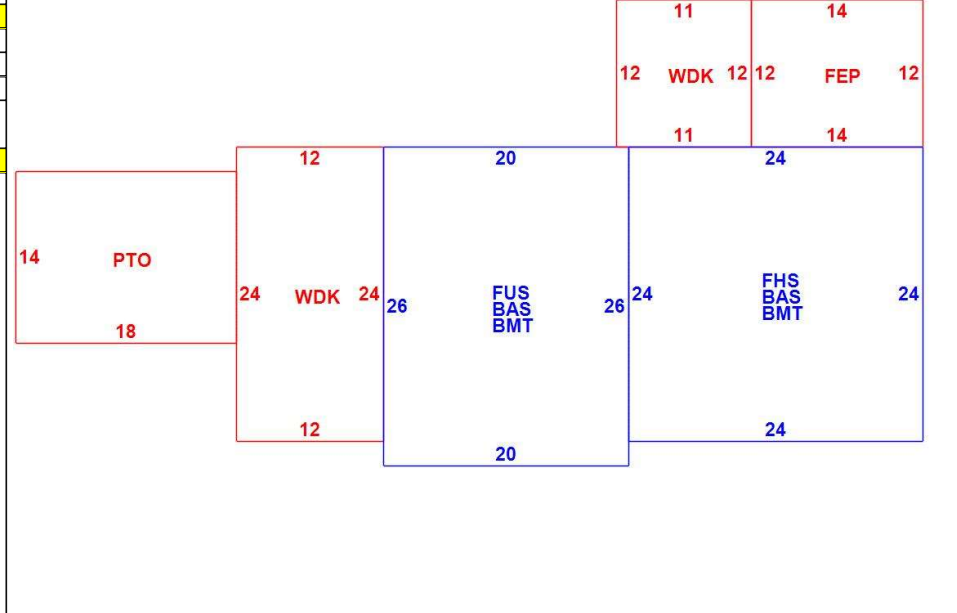 11 14
12 WDK 12 12 FEP 12
11 14
12 20 24
14 PTO
24 WDK 24 26 FUS 26 24 FHS 24
BAS BAS
BMT BMT
18
12 24
20